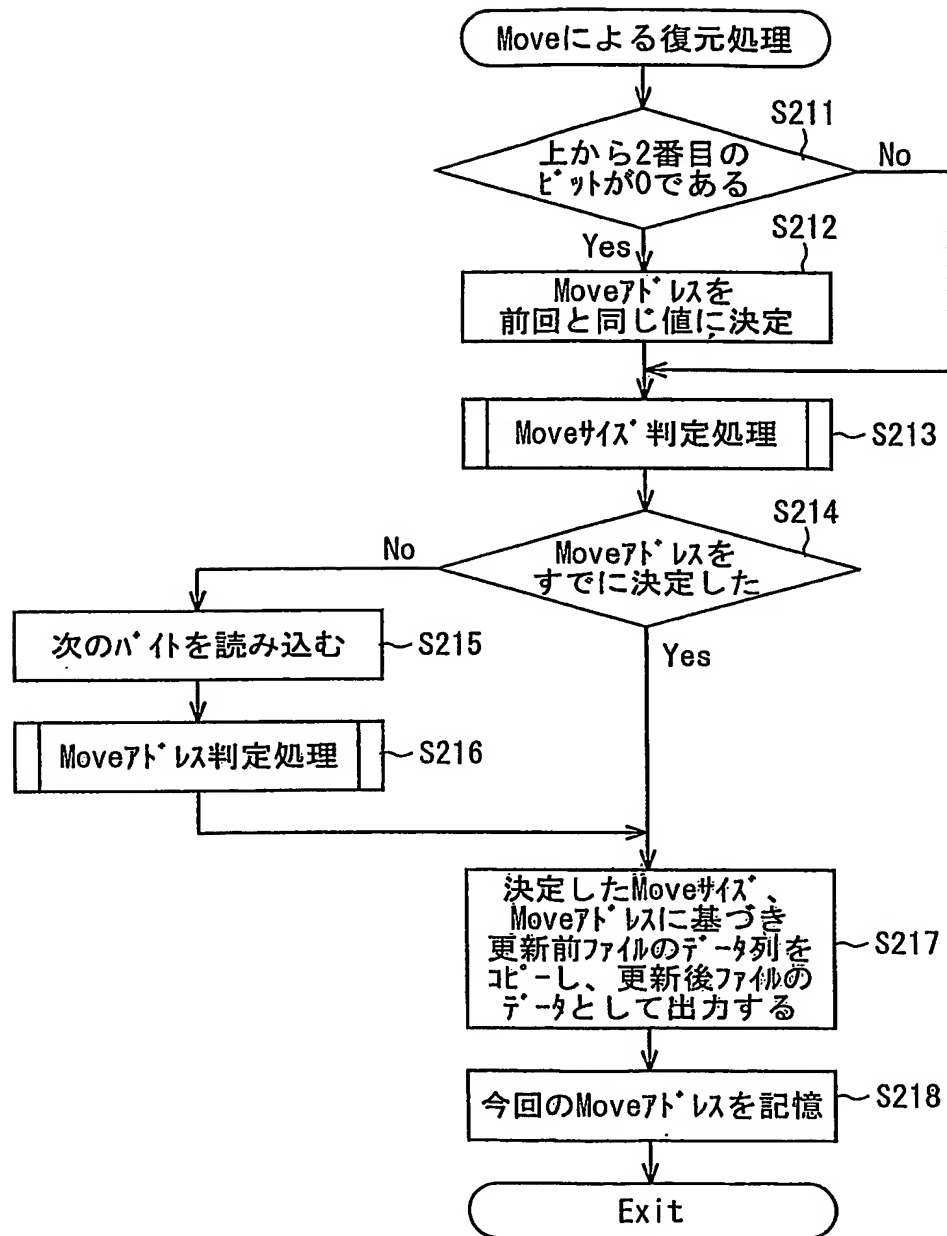 Moveによる復元処理
S211
上から2番目の
ﾋﾞｯﾄが0である
No
Yes
S212
Moveｱﾄﾞﾚｽを
前回と同じ値に決定
Moveｻｲｽﾞ判定処理
S213
S214
Moveｱﾄﾞﾚｽを
すでに決定した
No
Yes
次のﾊﾞｲﾄを読み込む
S215
Moveｱﾄﾞﾚｽ判定処理
S216
決定したMoveｻｲｽﾞ、
Moveｱﾄﾞﾚｽに基づき
更新前ﾌｧｲﾙのﾃﾞｰﾀ列を
ｺﾋﾟｰし、更新後ﾌｧｲﾙの
ﾃﾞｰﾀとして出力する
S217
今回のMoveｱﾄﾞﾚｽを記憶
S218
Exit